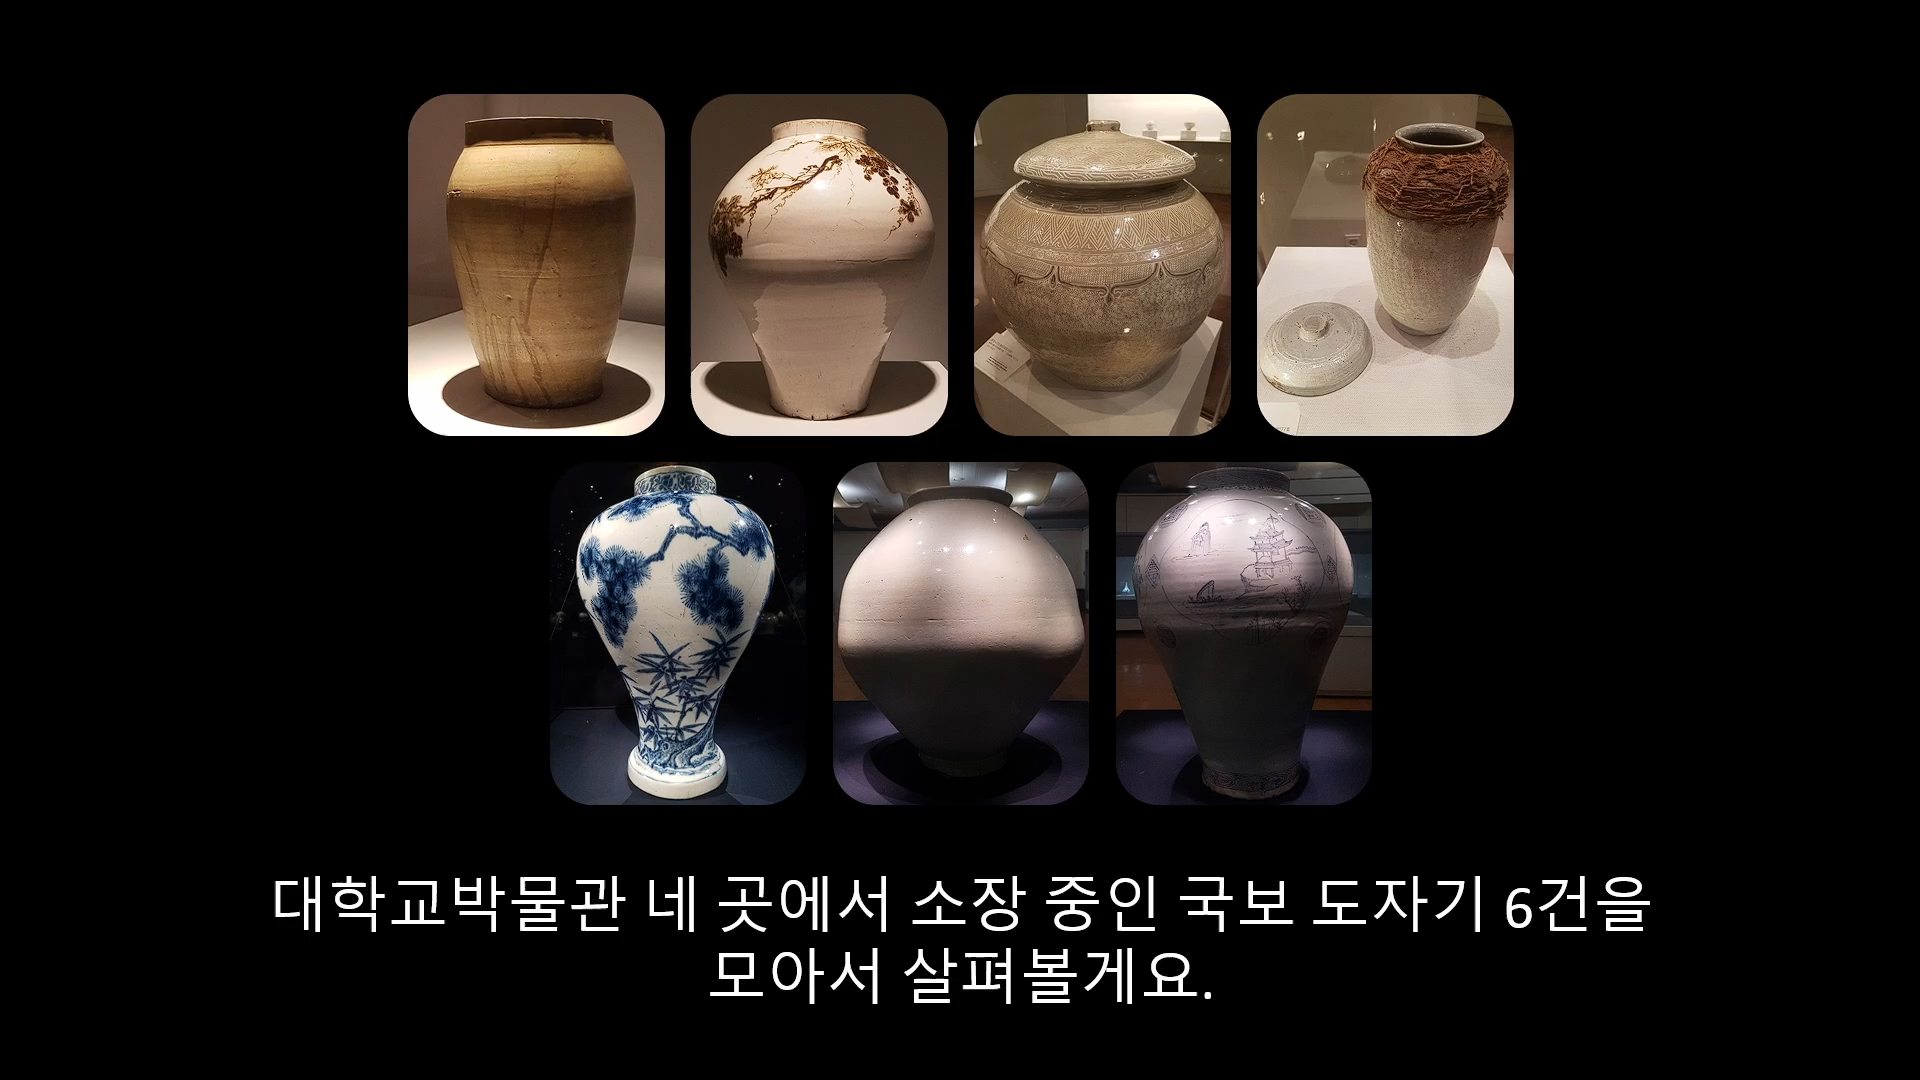 대학교박물관 네 곳에서 소장 중인 국보 도자기 6건을
모아서 살펴볼게요.